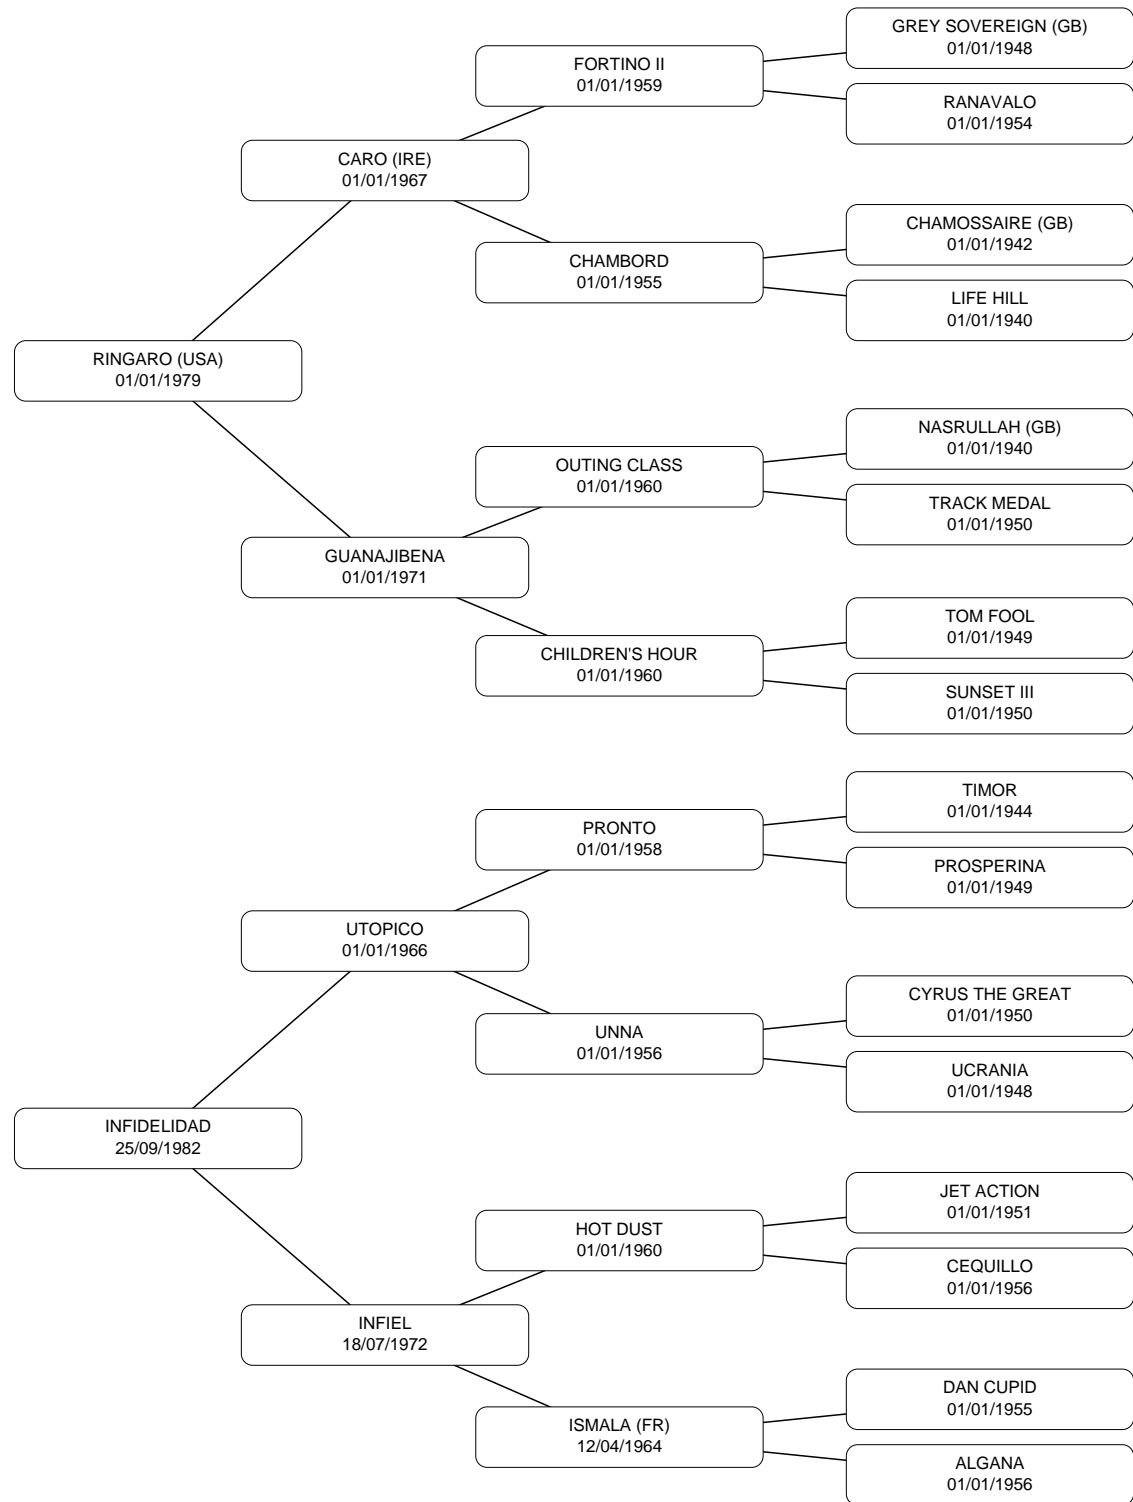 GREY SOVEREIGN (GB)
01/01/1948
FORTINO II
01/01/1959
RANAVALO
01/01/1954
CARO (IRE)
01/01/1967
CHAMOSSAIRE (GB)
01/01/1942
CHAMBORD
01/01/1955
LIFE HILL
01/01/1940
RINGARO (USA)
01/01/1979
NASRULLAH (GB)
01/01/1940
OUTING CLASS
01/01/1960
TRACK MEDAL
01/01/1950
GUANAJIBENA
01/01/1971
TOM FOOL
01/01/1949
CHILDREN'S HOUR
01/01/1960
SUNSET III
01/01/1950
TIMOR
01/01/1944
PRONTO
01/01/1958
PROSPERINA
01/01/1949
UTOPICO
01/01/1966
CYRUS THE GREAT
01/01/1950
UNNA
01/01/1956
UCRANIA
01/01/1948
INFIDELIDAD
25/09/1982
JET ACTION
01/01/1951
HOT DUST
01/01/1960
CEQUILLO
01/01/1956
INFIEL
18/07/1972
DAN CUPID
01/01/1955
ISMALA (FR)
12/04/1964
ALGANA
01/01/1956